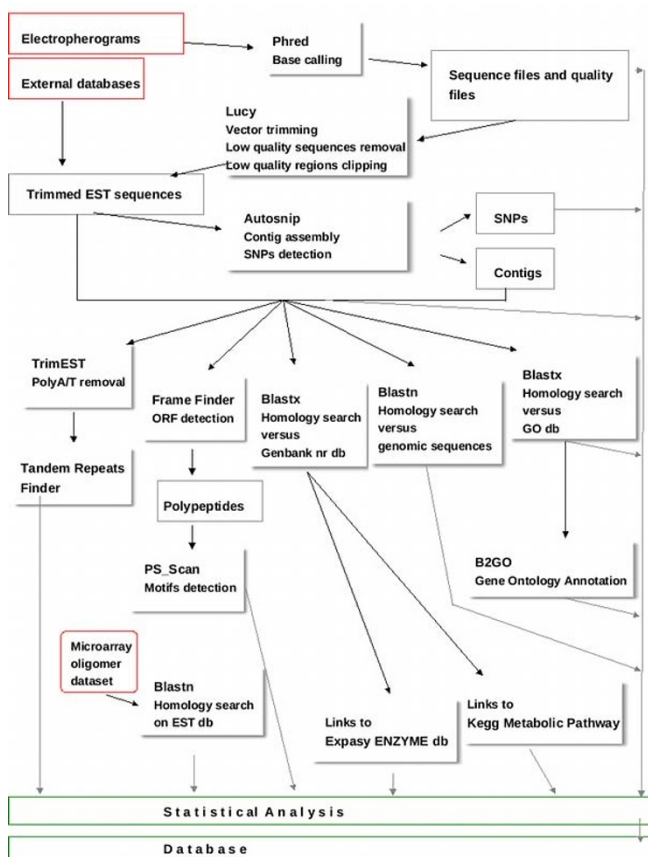 Electropherograms
Phred
Base calling
Sequence files and quality
files
External databases
Lucy
Vector trimming
Low quality sequences removal
Low quality regions clipping
Trimmed EST sequences
Autosnip
Contig assembly
SNPs detection
SNPs
Contigs
TrimEST
PolyA/T removal
Frame Finder
ORF detection
Blastx
Homology search
versus
Genbank nr db
Blastn
Homology search
versus
genomic sequences
Blastx
Homology search
versus
GO db
Tandem Repeats
Finder
Polypeptides
PS_Scan
Motifs detection
B2GO
Gene Ontology Annotation
Microarray
oligomer
dataset
Blastn
Homology search
on EST db
Links to
Expasy ENZYME db
Links to
Kegg Metabolic Pathway
Statistical Analysis
Database